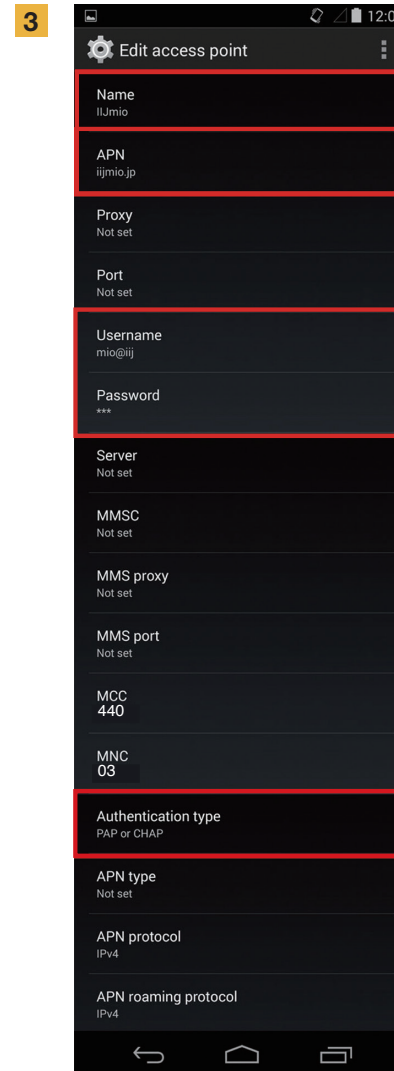 3
12:0
Edit access point
Name
IIJmio
APN
iijmio.jp
Proxy
Not set
Port
Not set
Username
mio@iij
Password
***
Server
Not set
MMSC
Not set
MMS proxy
Not set
MMS port
Not set
MCC
440
MNC
03
Authentication type
PAP or CHAP
APN type
Not set
APN protocol
IPv4
APN roaming protocol
IPv4